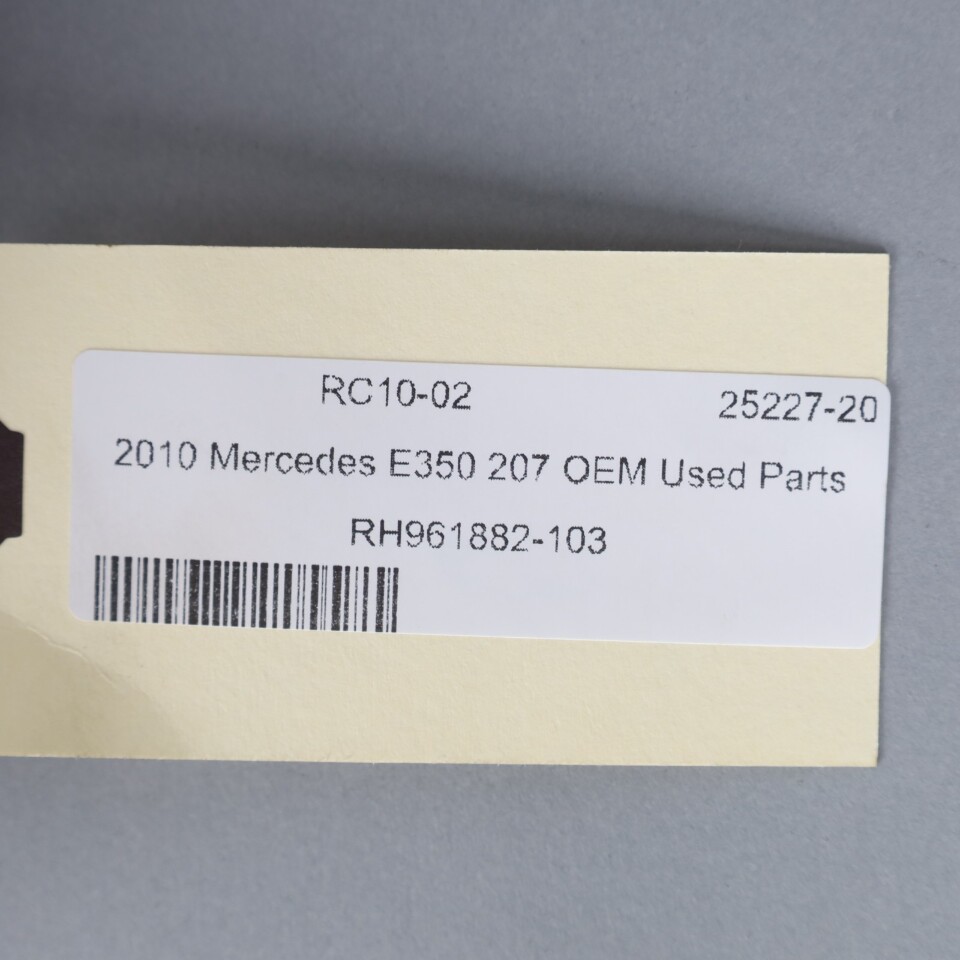 RC10-02 25227-20
2010 Mercedes E350 207 OEM Used Parts
RH961882-103